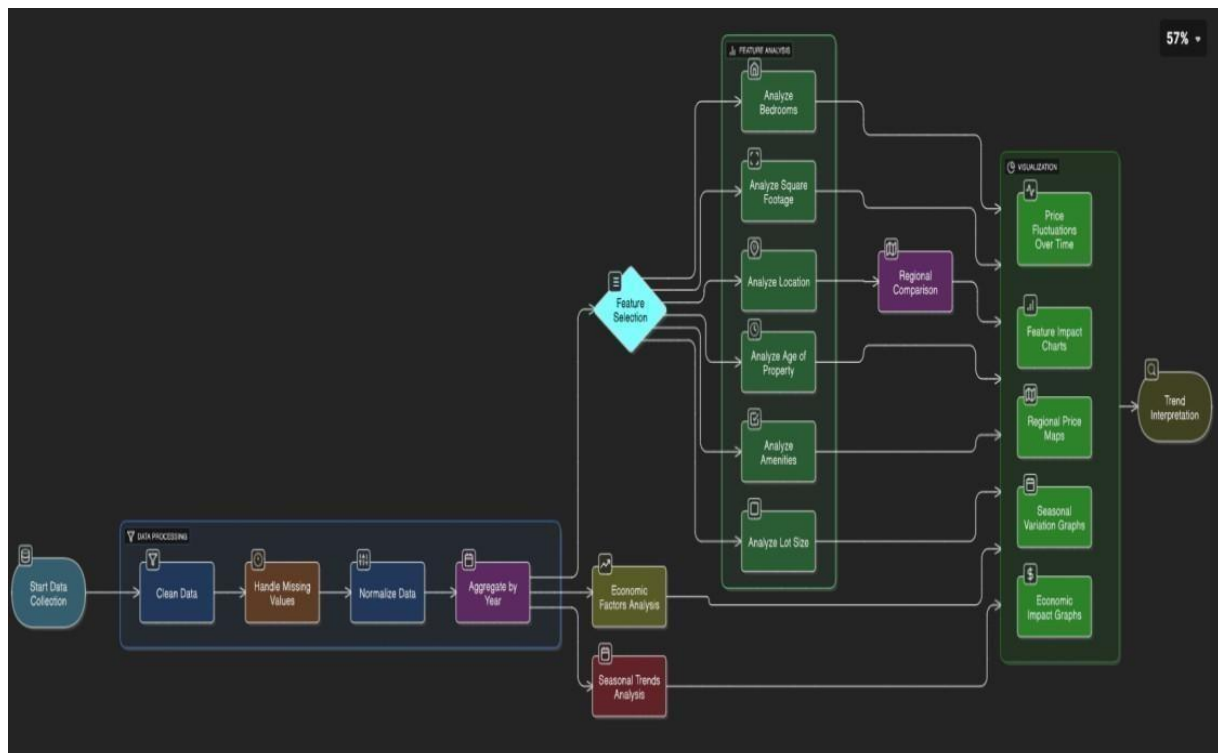 57%
FEATURE ANALYSIS
Analyze
Bedrooms
Analyze Square
Footage
Analyze Location
Analyze Age of
Property
Analyze
Amenities
Analyze Lot Size
Regional
Comparison
VISUALIZATION
Price
Fluctuations
Over Time
Feature Impact
Charts
Regional Price
Maps
Seasonal
Variation Graphs
Economic
Impact Graphs
Trend
Interpretation
Feature
Selection
DATA PROCESSING
Start Data
Collection
Clean Data
Handle Missing
Values
Normalize Data
Aggregate by
Year
Economic
Factors Analysis
Seasonal Trends
Analysis